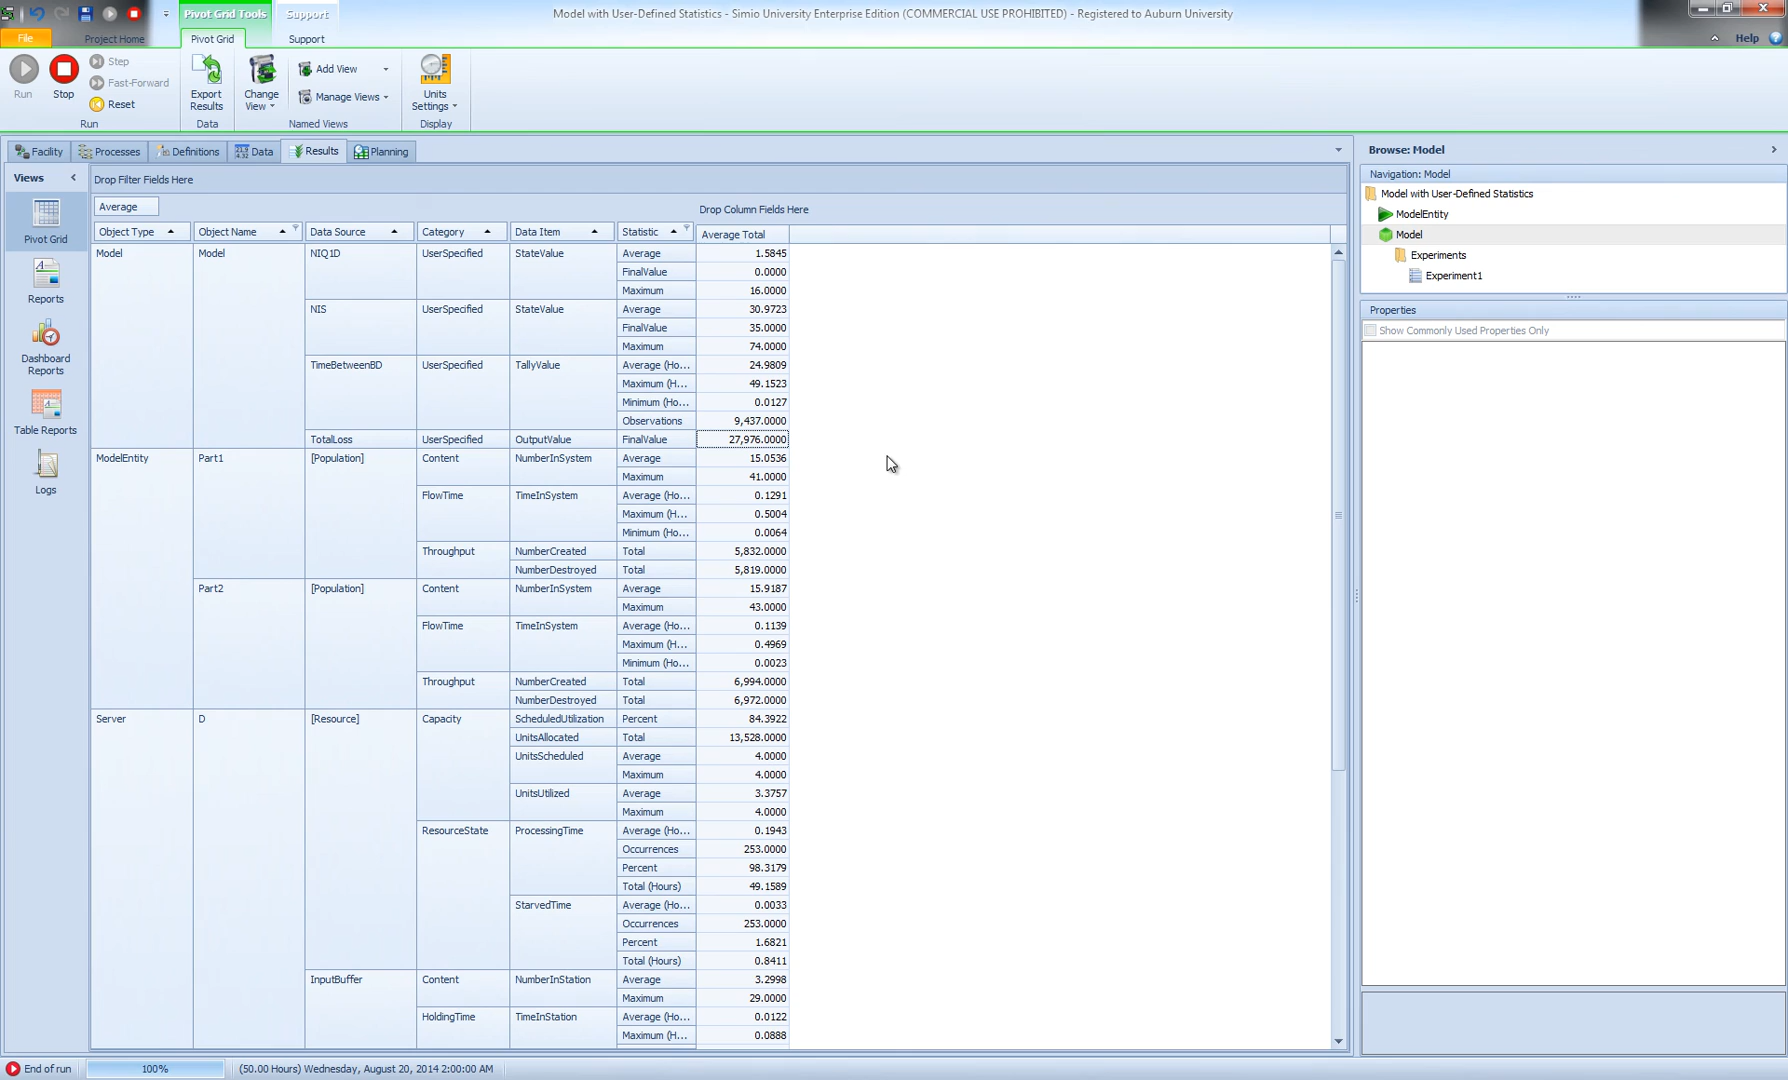 Pivot Grid Tools Support Model with User-Defined Statistics - Simio University Enterprise Edition (COMMERCIAL USE PROHIBITED) - Registered to Auburn University
File Project Home Pivot Grid Support Help
Run Stop Step Fast-Forward Reset Export Results Change View Add View Manage Views Units Settings
Run Data Named Views Display
Facility Processes Definitions Data Results Planning
Views
Pivot Grid
Reports
Dashboard Reports
Table Reports
Logs
Drop Filter Fields Here
Average Drop Column Fields Here
Object Type Object Name Data Source Category Data Item Statistic Average Total
Model Model NIQ1D UserSpecified StateValue Average 1.5845
FinalValue 0.0000
Maximum 16.0000
NIS UserSpecified StateValue Average 30.9723
FinalValue 35.0000
Maximum 74.0000
TimeBetweenBD UserSpecified TallyValue Average (Ho... 24.9809
Maximum (H... 49.1523
Minimum (H... 0.0127
Observations 9,437.0000
TotalLoss UserSpecified OutputValue FinalValue 27,976.0000
ModelEntity Part1 [Population] Content NumberInSystem Average 15.0536
Maximum 41.0000
FlowTime TimeInSystem Average (Ho... 0.1291
Maximum (H... 0.5004
Minimum (Ho... 0.0064
Throughput NumberCreated Total 5,832.0000
NumberDestroyed Total 5,819.0000
Part2 [Population] Content NumberInSystem Average 15.9187
Maximum 43.0000
FlowTime TimeInSystem Average (Ho... 0.1139
Maximum (H... 0.4969
Minimum (Ho... 0.0023
Throughput NumberCreated Total 6,994.0000
NumberDestroyed Total 6,972.0000
Server D [Resource] Capacity ScheduledUtilization Percent 84.3922
UnitsAllocated Total 13,528.0000
UnitsScheduled Average 4.0000
Maximum 4.0000
UnitsUtilized Average 3.3757
Maximum 4.0000
ResourceState ProcessingTime Average (Ho... 0.1943
Occurrences 253.0000
Percent 98.3179
Total (Hours) 49.1589
StarvedTime Average (Ho... 0.0033
Occurrences 253.0000
Percent 1.6821
Total (Hours) 0.8411
InputBuffer Content NumberInStation Average 3.2998
Maximum 29.0000
HoldingTime TimeInStation Average (Ho... 0.0122
Maximum (H... 0.0888
Browse: Model
Navigation: Model
Model with User-Defined Statistics
ModelEntity
Model
Experiments
Experiment1
Properties
Show Commonly Used Properties Only
End of run 100% (50.00 Hours) Wednesday, August 20, 2014 2:00:00 AM